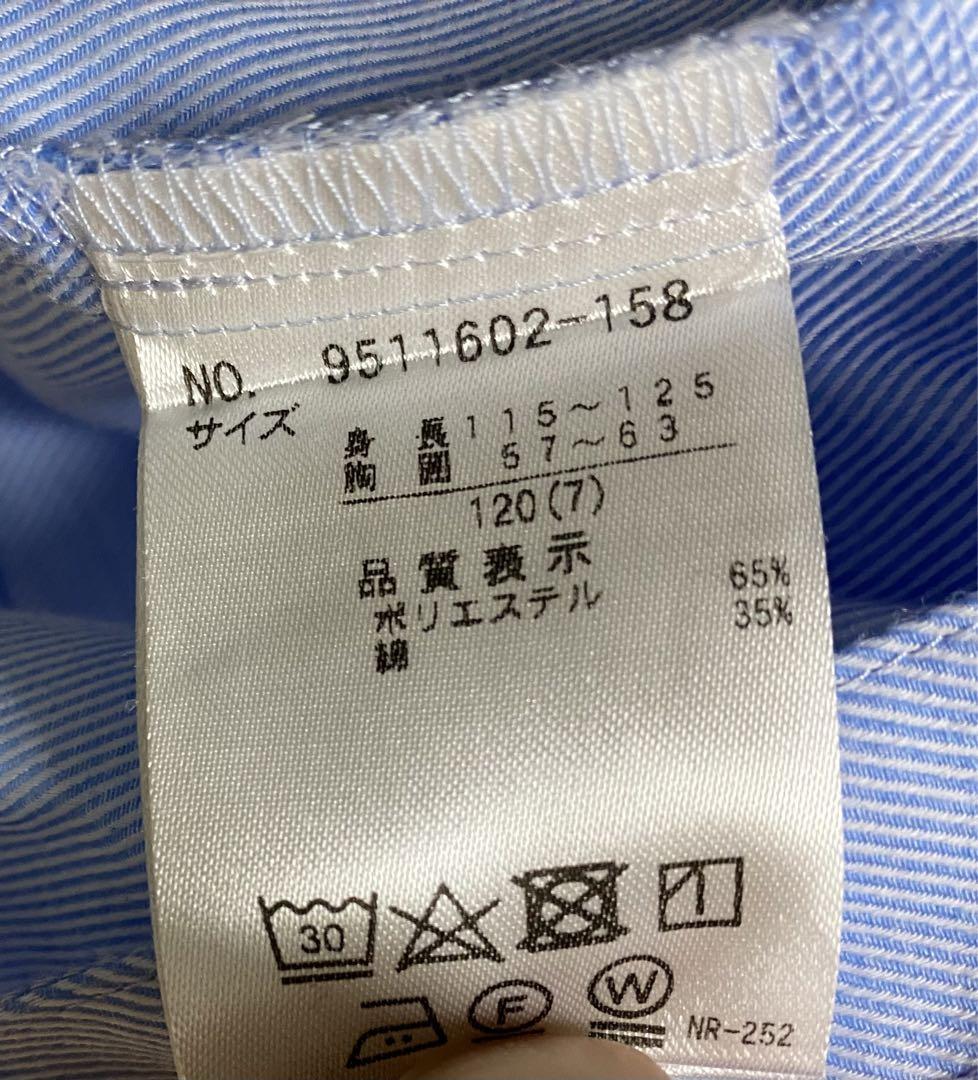 NO. 9511602-158
サイズ
身長 115～125
胸囲 57～63
120(7)
品質表示
ポリエステル 65%
綿 35%
30
F W
NR-252